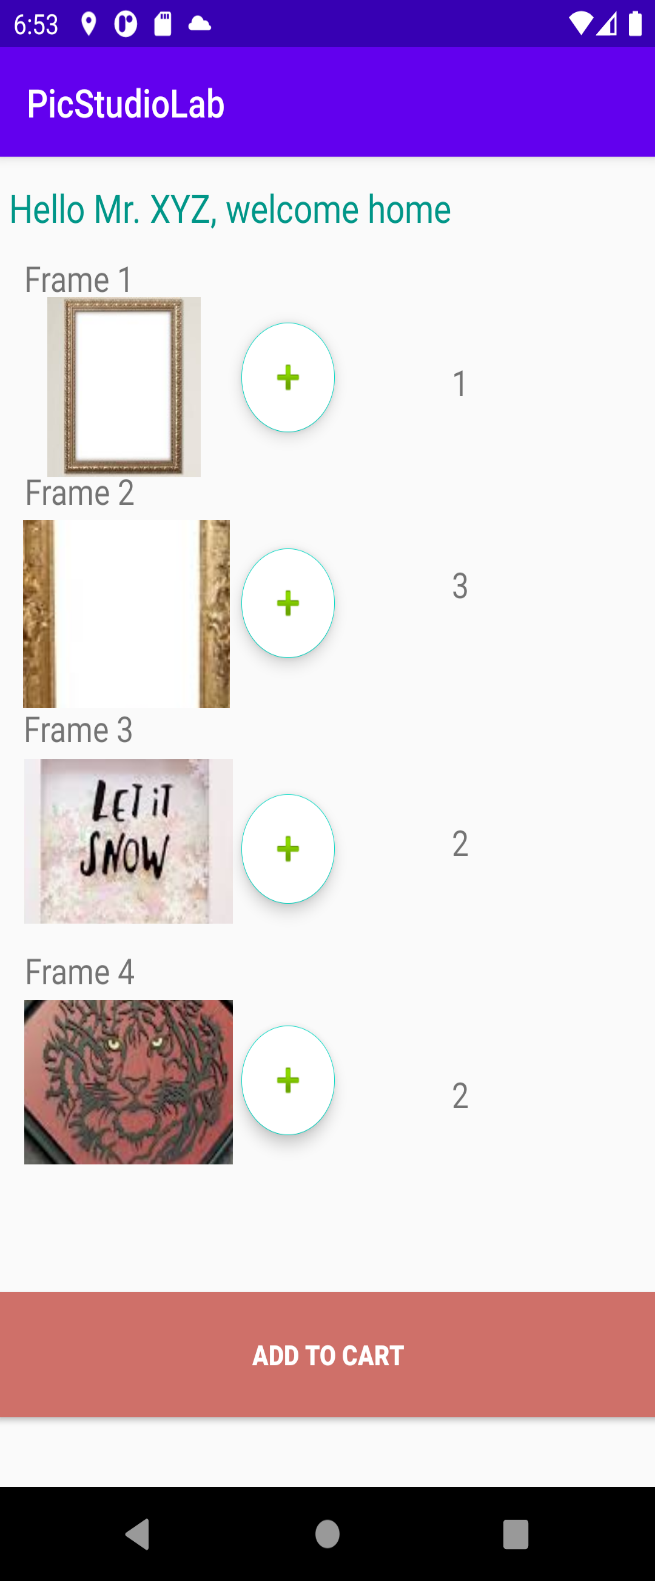 6:53
PicStudioLab
Hello Mr. XYZ, welcome home
Frame 1
1
Frame 2
3
Frame 3
LET iT
SNOW
2
Frame 4
2
ADD TO CART